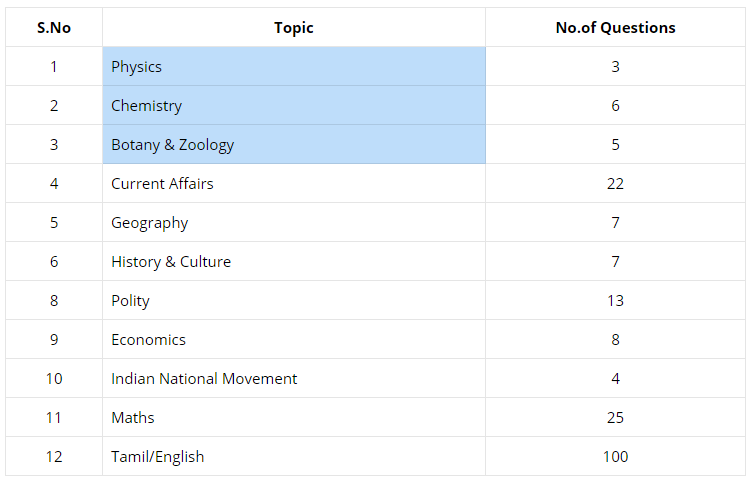 S.No Topic No.of Questions
1 Physics 3
2 Chemistry 6
3 Botany & Zoology 5
4 Current Affairs 22
5 Geography 7
6 History & Culture 7
8 Polity 13
9 Economics 8
10 Indian National Movement 4
11 Maths 25
12 Tamil/English 100